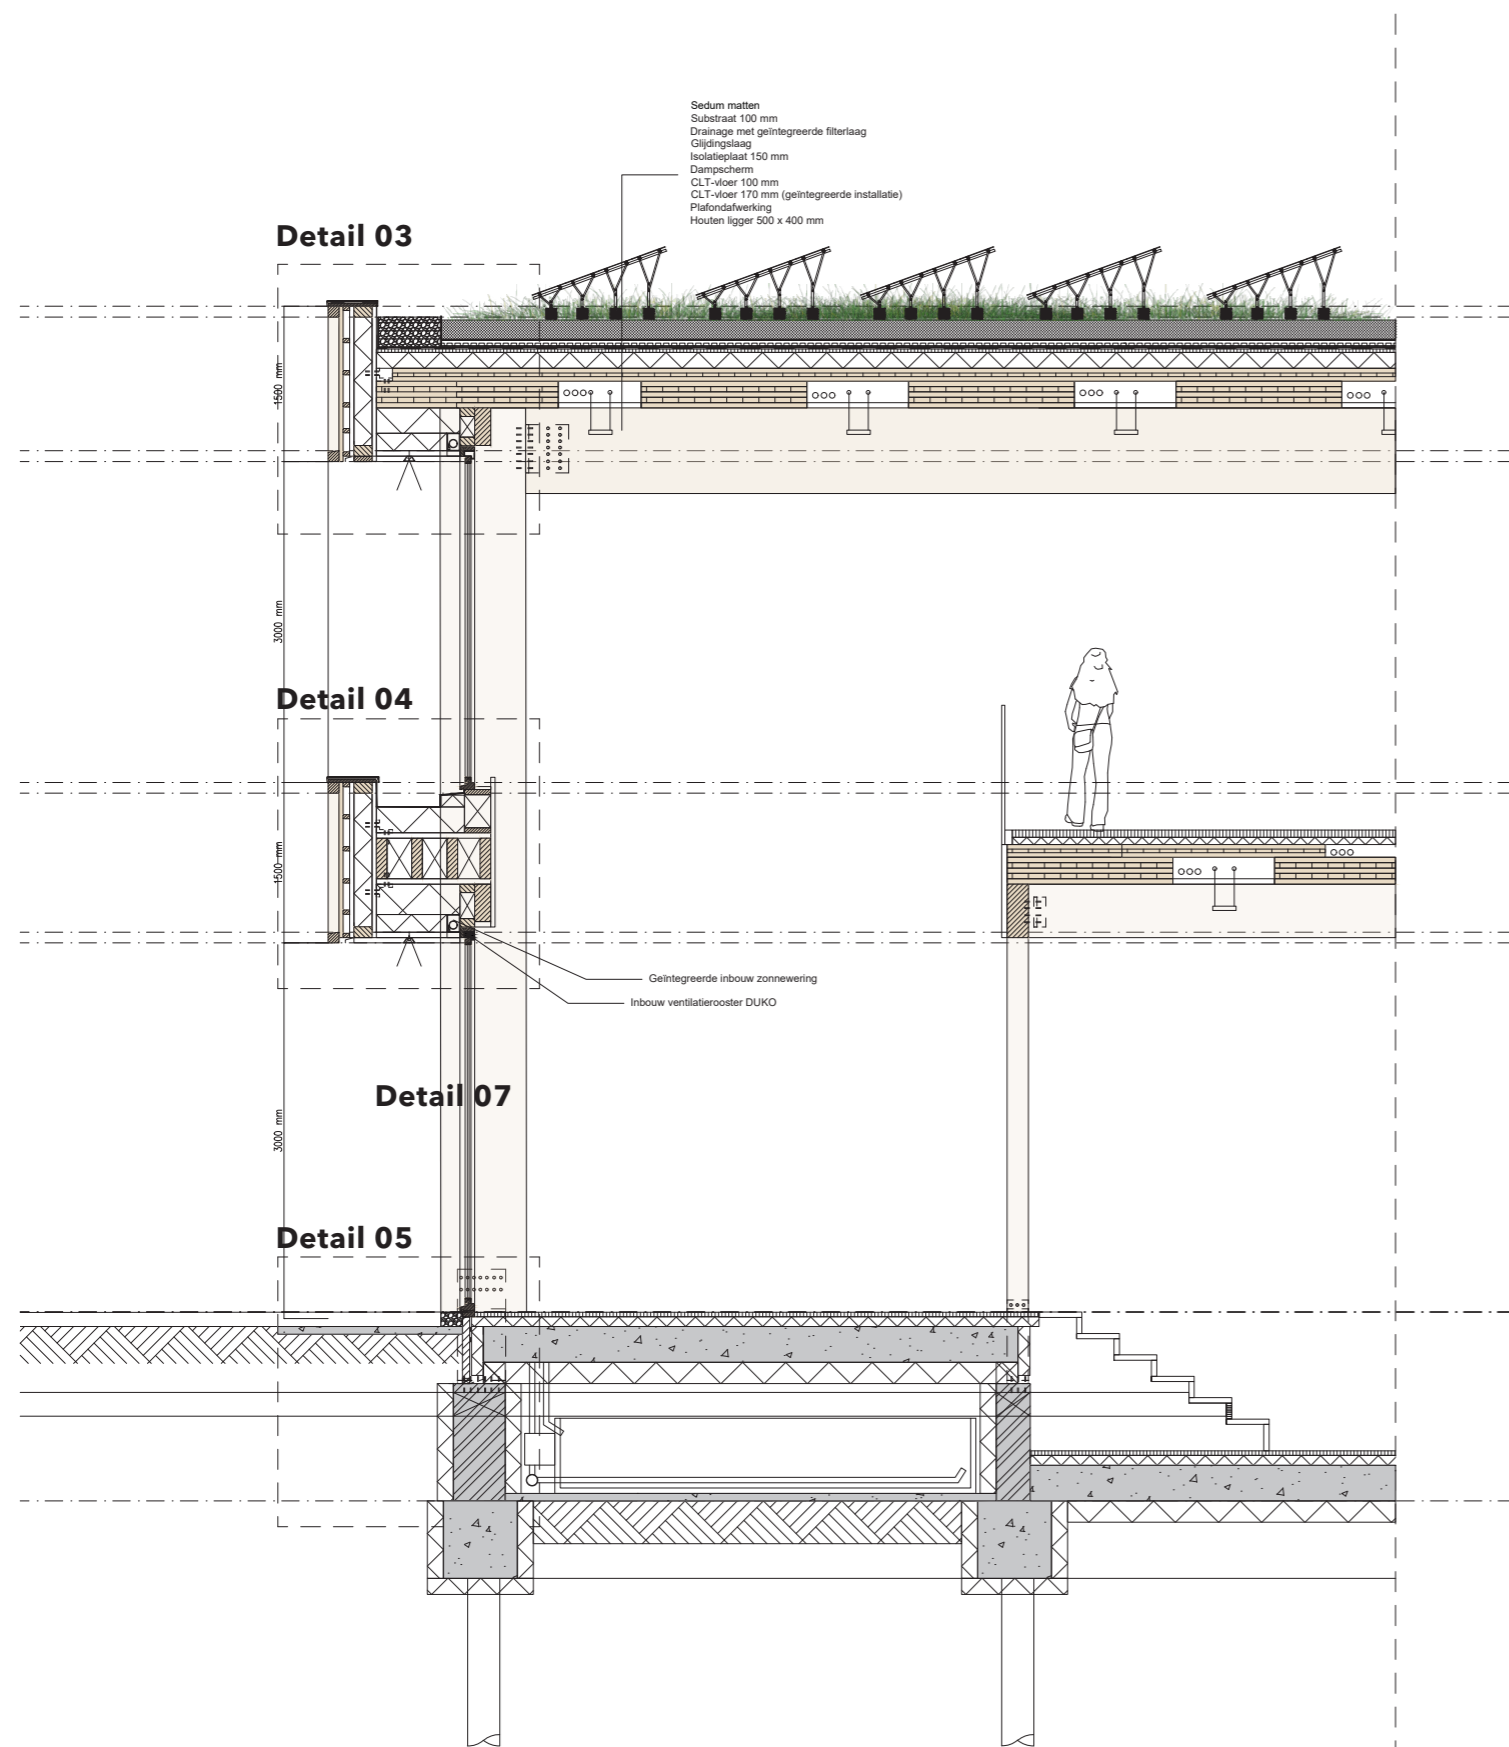 Sedum matten
Substraat 100 mm
Drainage met geïntegreerde filterlaag
Glijdingslaag
Isolatieplaat 150 mm
Dampscherm
CLT-vloer 100 mm
CLT-vloer 170 mm (geïntegreerde installatie)
Plafondafwerking
Houten ligger 500 x 400 mm
Detail 03
1500 mm
3000 mm
Detail 04
1500 mm
Geïntegreerde inbouw zonnewering
Inbouw ventilatierooster DUKO
Detail 07
3000 mm
Detail 05